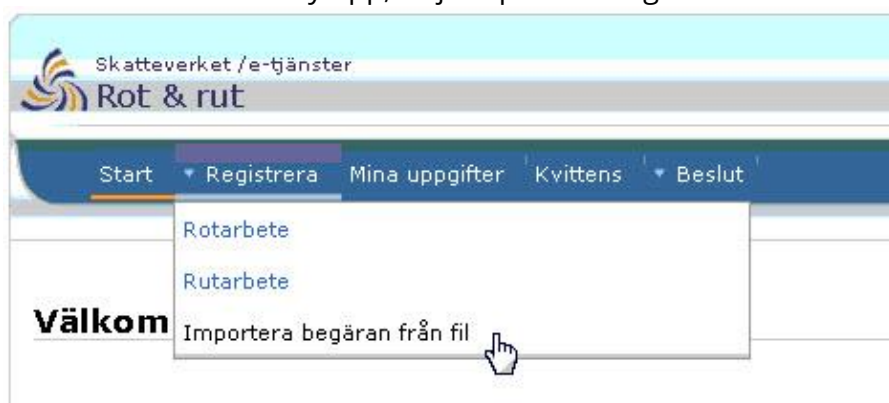 Skatteverket /e-tjänster
Rot & rut
Start Registrera Mina uppgifter Kvittens Beslut
Rotarbete
Rutarbete
Välkom
Importera begäran från fil